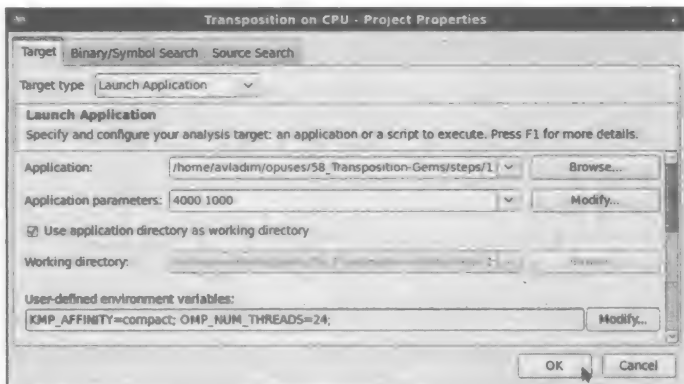 Transposition on CPU - Project Properties
Target Binary/Symbol Search Source Search
Target type Launch Application
Launch Application
Specify and configure your analysis target: an application or a script to execute. Press F1 for more details.
Application: /home/avladim/opuses/58_Transposition-Gems/steps/1 Browse...
Application parameters: 4000 1000 Modify...
Use application directory as working directory
Working directory:
User-defined environment variables:
KMP_AFFINITY=compact; OMP_NUM_THREADS=24; Modify...
OK Cancel